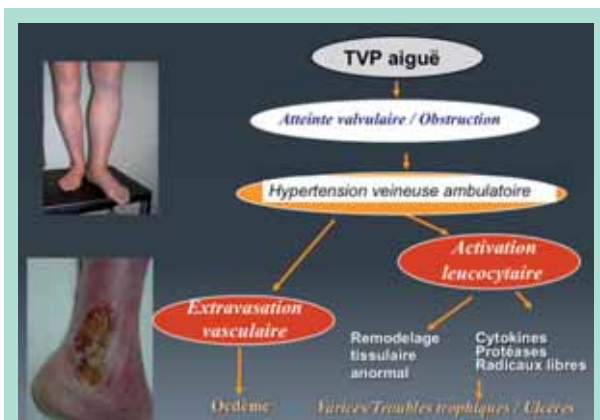 TVP aiguë
Atteinte valvulaire / Obstruction
Hypertension veineuse ambulatoire
Activation
leucocytaire
Extravasation
vasculaire
Remodelage
tissulaire
anormal
Cytokines
Protéases
Radicaux libres
Oedème
Varices/Troubles trophiques / Ulcères